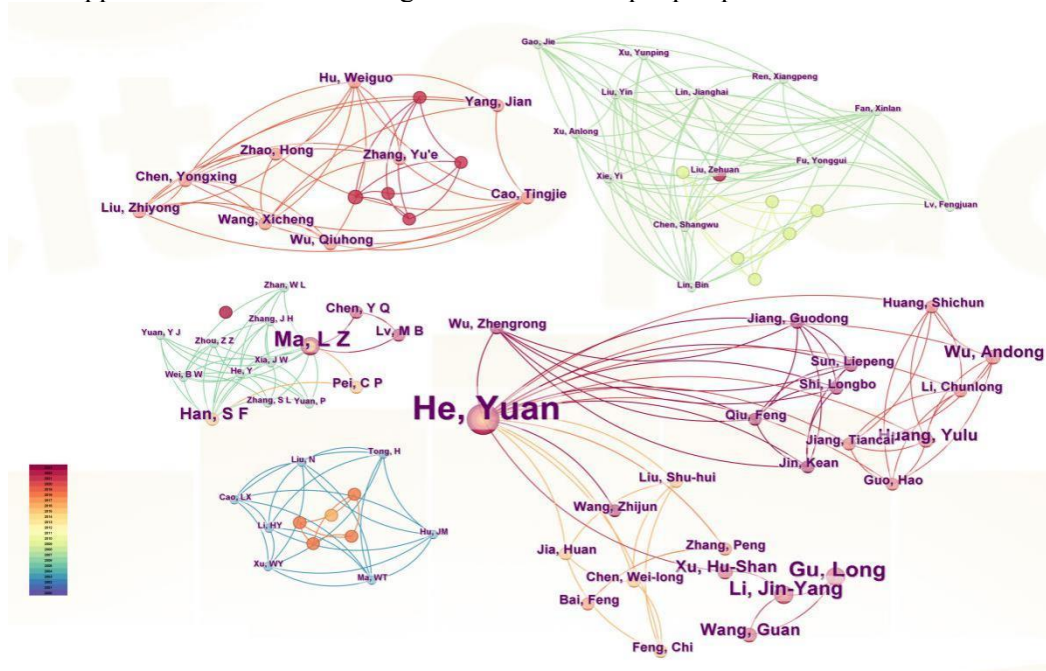 Gao, Jie
Xu, Yunping
Hu, Weiguo
Yang, Jian
Liu, Yin
Lin, Jianghai
Ren, Xiangpeng
Fan, Xinlan
Xu, Anlong
Zhao, Hong
Zhang, Yu'e
Chen, Yongxing
Cao, Tingjie
Xie, Yi
Liu, Zehuan
Fu, Yonggui
Liu, Zhiyong
Wang, Xicheng
Wu, Qiuhong
Chen, Shangwu
Lv, Fengjuan
Lin, Bin
Zhan, W L
Chen, Y Q
Zhang, J H
Lv, M B
Yuan, Y J
Zhou, Z Z
Ma, L Z
Xia, J W
Wei, B W
He, Y
Pei, C P
Zhang, S L
Yuan, P
Han, S F
Wu, Zhengrong
Jiang, Guodong
Huang, Shichun
Sun, Liepeng
Wu, Andong
Shi, Longbo
Li, Chunlong
He, Yuan
Qiu, Feng
Jiang, Tiancai
Huang, Yulu
Jin, Kean
Guo, Hao
Liu, Shu-hui
Wang, Zhijun
Jia, Huan
Zhang, Peng
Chen, Wei-long
Xu, Hu-Shan
Gu, Long
Li, Jin-Yang
Bai, Feng
Wang, Guan
Feng, Chi
Tong, H
Liu, N
Cao, LX
Li, HY
Hu, JM
Xu, WY
Ma, WT